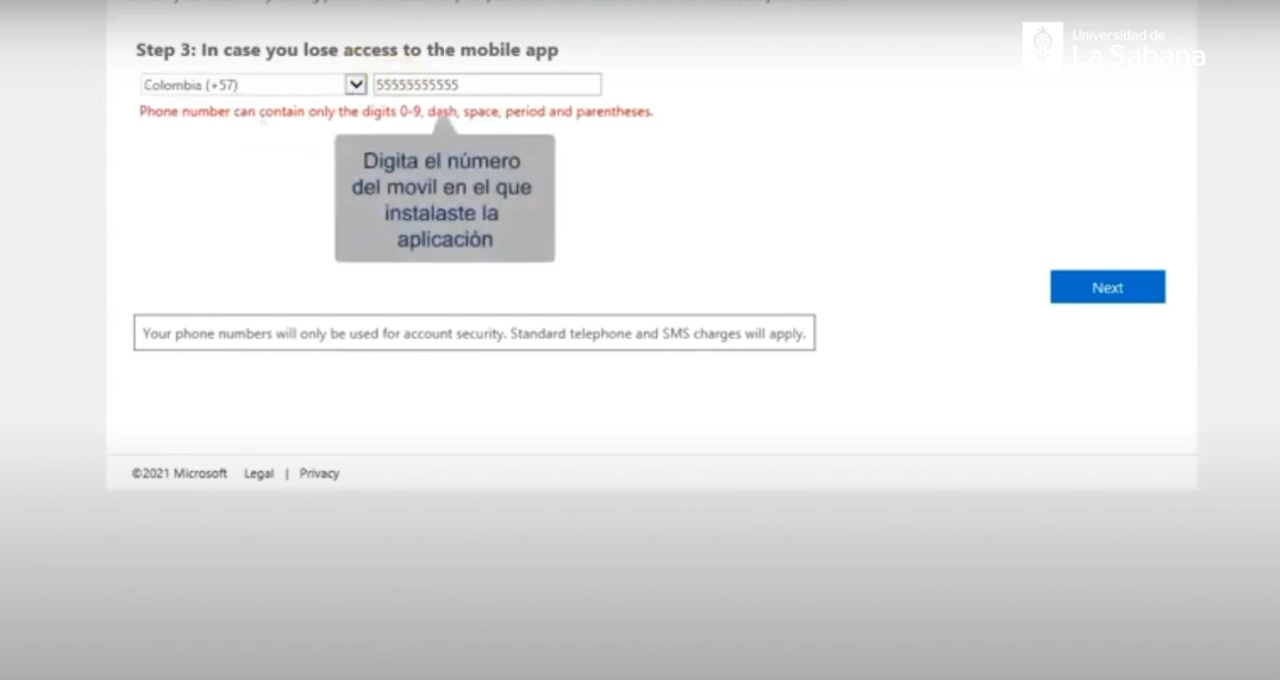 Universidad de
La Sabana
Step 3: In case you lose access to the mobile app
Colombia (+57)
55555555555
Phone number can contain only the digits 0-9, dash, space, period and parentheses.
Digita el número
del movil en el que
instalaste la
aplicación
Next
Your phone numbers will only be used for account security. Standard telephone and SMS charges will apply.
©2021 Microsoft Legal | Privacy